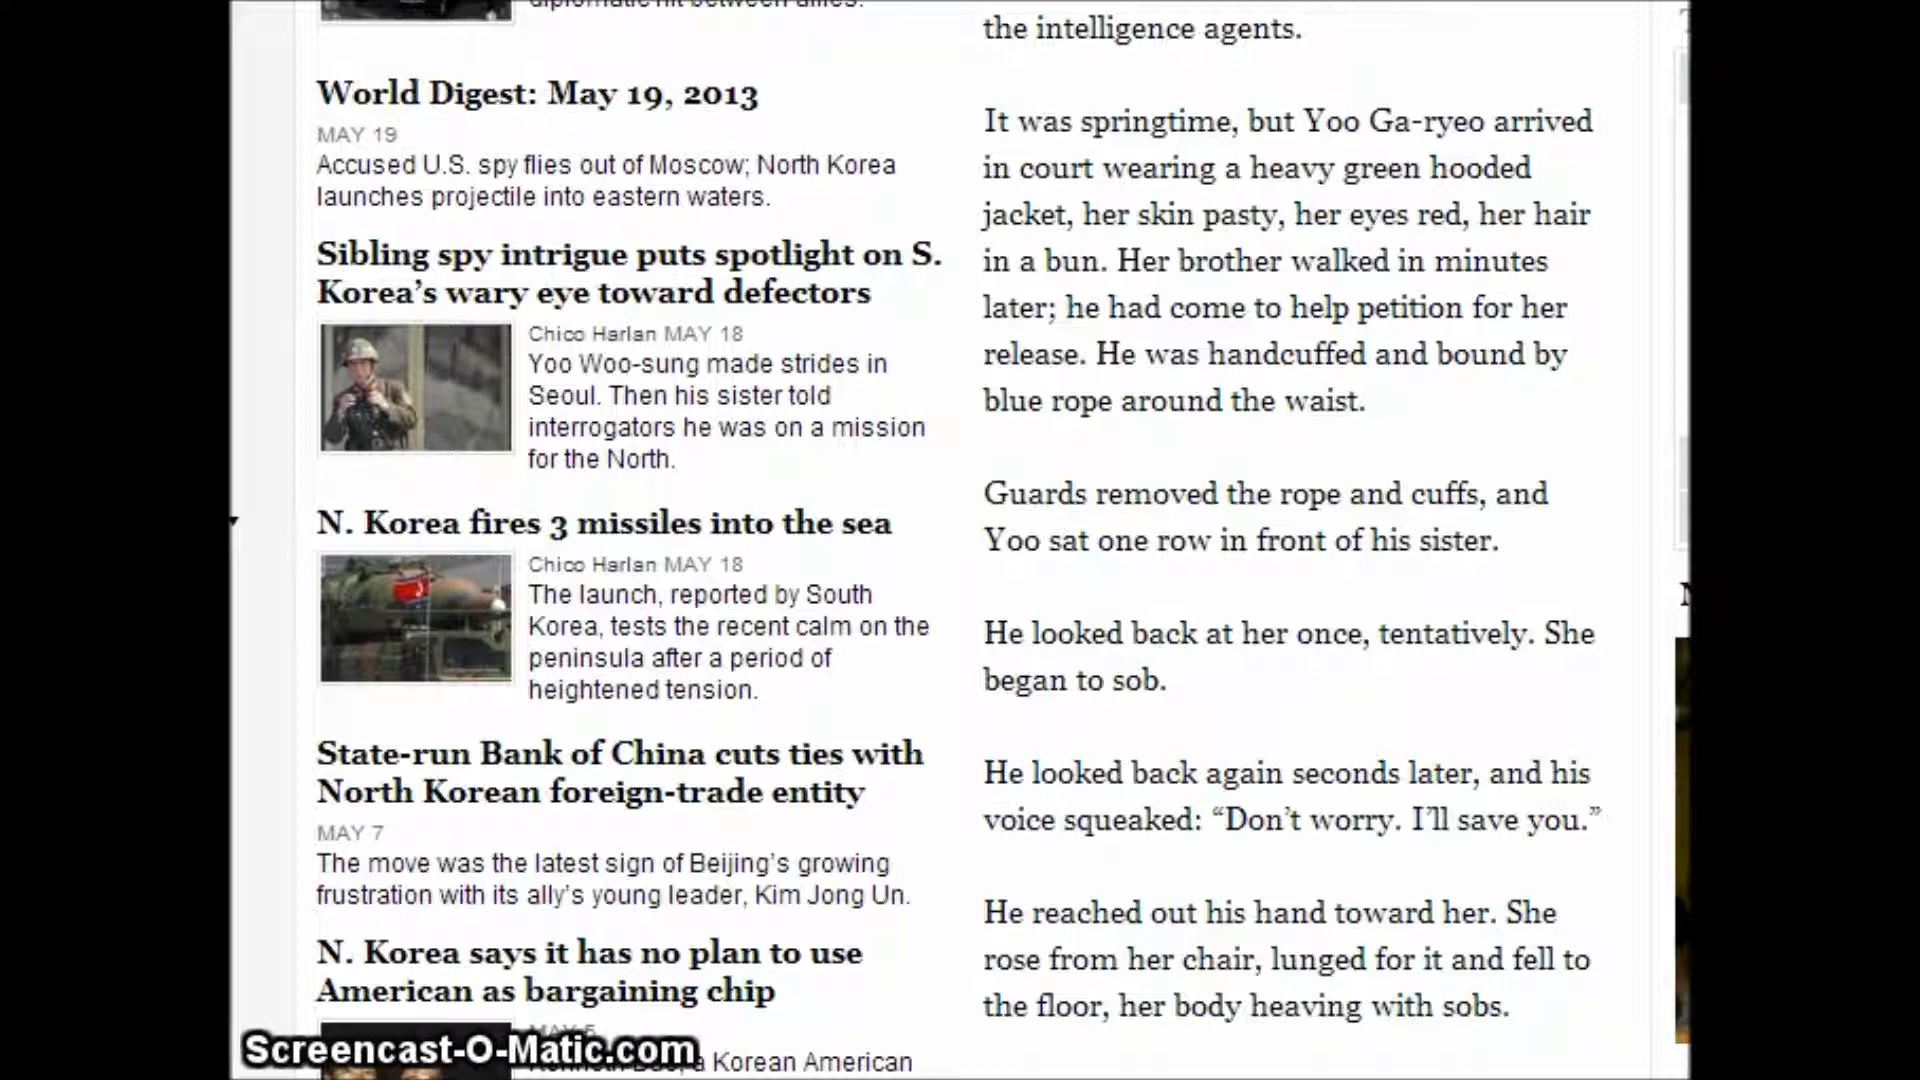 World Digest: May 19, 2013
MAY 19
Accused U.S. spy flies out of Moscow; North Korea
launches projectile into eastern waters.
Sibling spy intrigue puts spotlight on S.
Korea’s wary eye toward defectors
Chico Harlan MAY 18
Yoo Woo-sung made strides in
Seoul. Then his sister told
interrogators he was on a mission
for the North.
N. Korea fires 3 missiles into the sea
Chico Harlan MAY 18
The launch, reported by South
Korea, tests the recent calm on the
peninsula after a period of
heightened tension.
State-run Bank of China cuts ties with
North Korean foreign-trade entity
MAY 7
The move was the latest sign of Beijing’s growing
frustration with its ally’s young leader, Kim Jong Un.
N. Korea says it has no plan to use
American as bargaining chip
MAY 5
a Korean American
Screencast-O-Matic.com
the intelligence agents.
It was springtime, but Yoo Ga-ryeo arrived
in court wearing a heavy green hooded
jacket, her skin pasty, her eyes red, her hair
in a bun. Her brother walked in minutes
later; he had come to help petition for her
release. He was handcuffed and bound by
blue rope around the waist.
Guards removed the rope and cuffs, and
Yoo sat one row in front of his sister.
He looked back at her once, tentatively. She
began to sob.
He looked back again seconds later, and his
voice squeaked: “Don’t worry. I’ll save you.”
He reached out his hand toward her. She
rose from her chair, lunged for it and fell to
the floor, her body heaving with sobs.